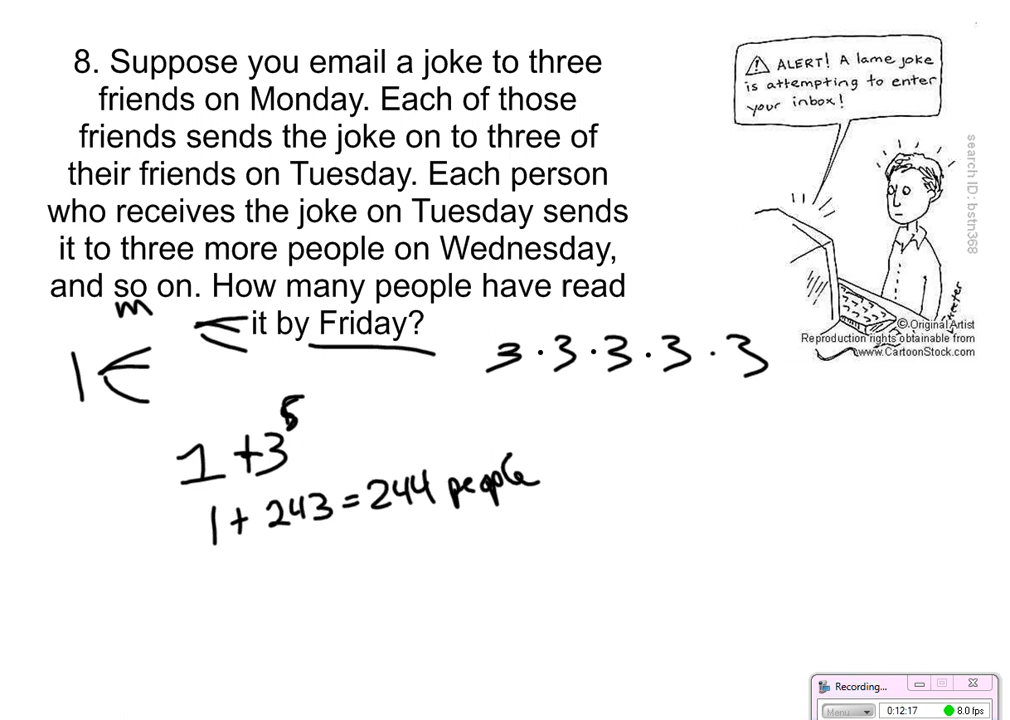 8. Suppose you email a joke to three
friends on Monday. Each of those
friends sends the joke on to three of
their friends on Tuesday. Each person
who receives the joke on Tuesday sends
it to three more people on Wednesday,
and so on. How many people have read
it by Friday?
⚠ ALERT! A lame joke
is attempting to enter
your inbox!
search ID: bstn368
© Original Artist
Reproduction rights obtainable from
www.CartoonStock.com
m
1
3 · 3 · 3 · 3 · 3
1 + 3⁵
1 + 243 = 244 people
Recording...
Menu
0:12:17
8.0 fps